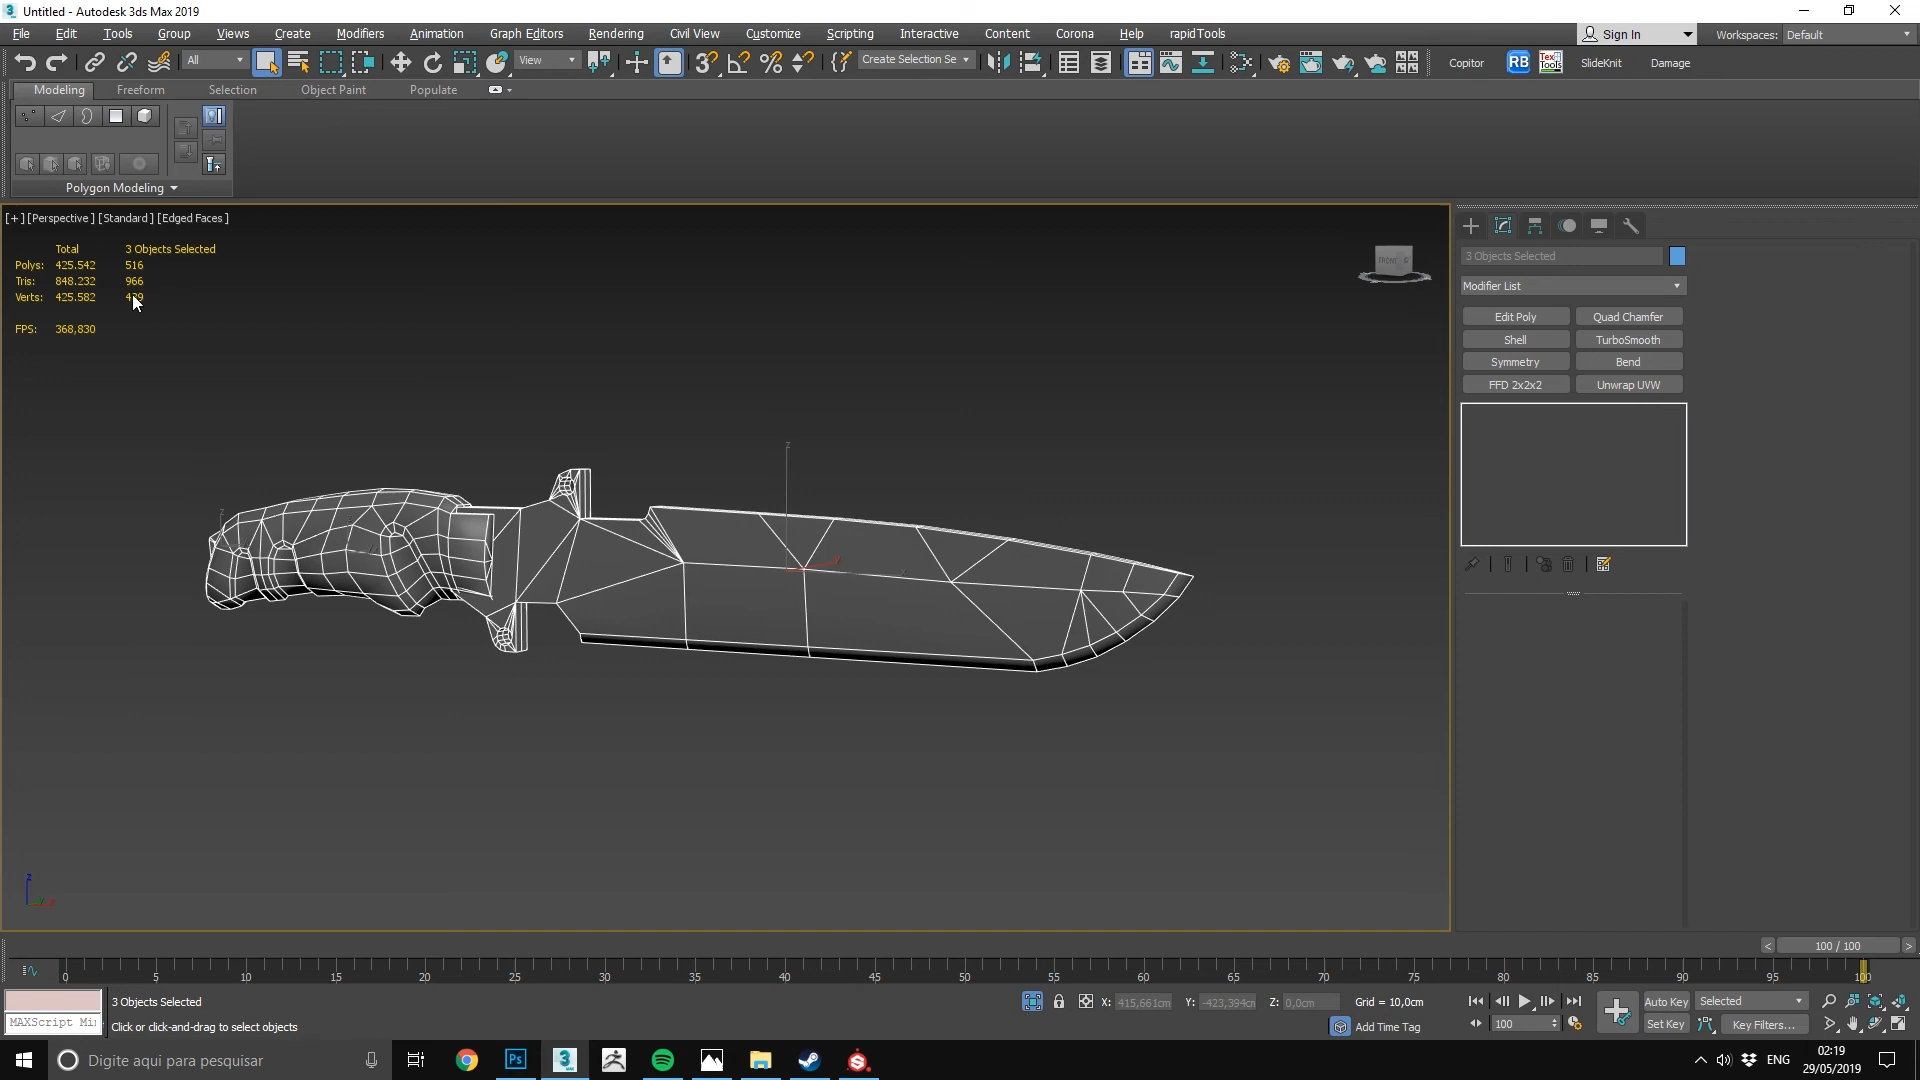 Untitled - Autodesk 3ds Max 2019
File Edit Tools Group Views Create Modifiers Animation Graph Editors Rendering Civil View Customize Scripting Interactive Content Corona Help rapidTools
Sign In Workspaces: Default
All View Create Selection Se Copitor RB Tex Tools SlideKnit Damage
Modeling Freeform Selection Object Paint Populate
Polygon Modeling
[+] [Perspective] [Standard] [Edged Faces]
Total 3 Objects Selected
Polys: 425.542 516
Tris: 848.232 966
Verts: 425.582
FPS: 368,830
FRONT
3 Objects Selected
Modifier List
Edit Poly Quad Chamfer
Shell TurboSmooth
Symmetry Bend
FFD 2x2x2 Unwrap UVW
z
z
x
z
x
< 100 / 100 >
0 5 10 15 20 25 30 35 40 45 50 55 60 65 70 75 80 85 90 95 100
3 Objects Selected X: 415,661cm Y: -423,394cm Z: 0,0cm Grid = 10,0cm Auto Key Selected
MAXScript Mi Click or click-and-drag to select objects Add Time Tag 100 Set Key Key Filters...
Digite aqui para pesquisar Ps 3 ENG 02:19
29/05/2019